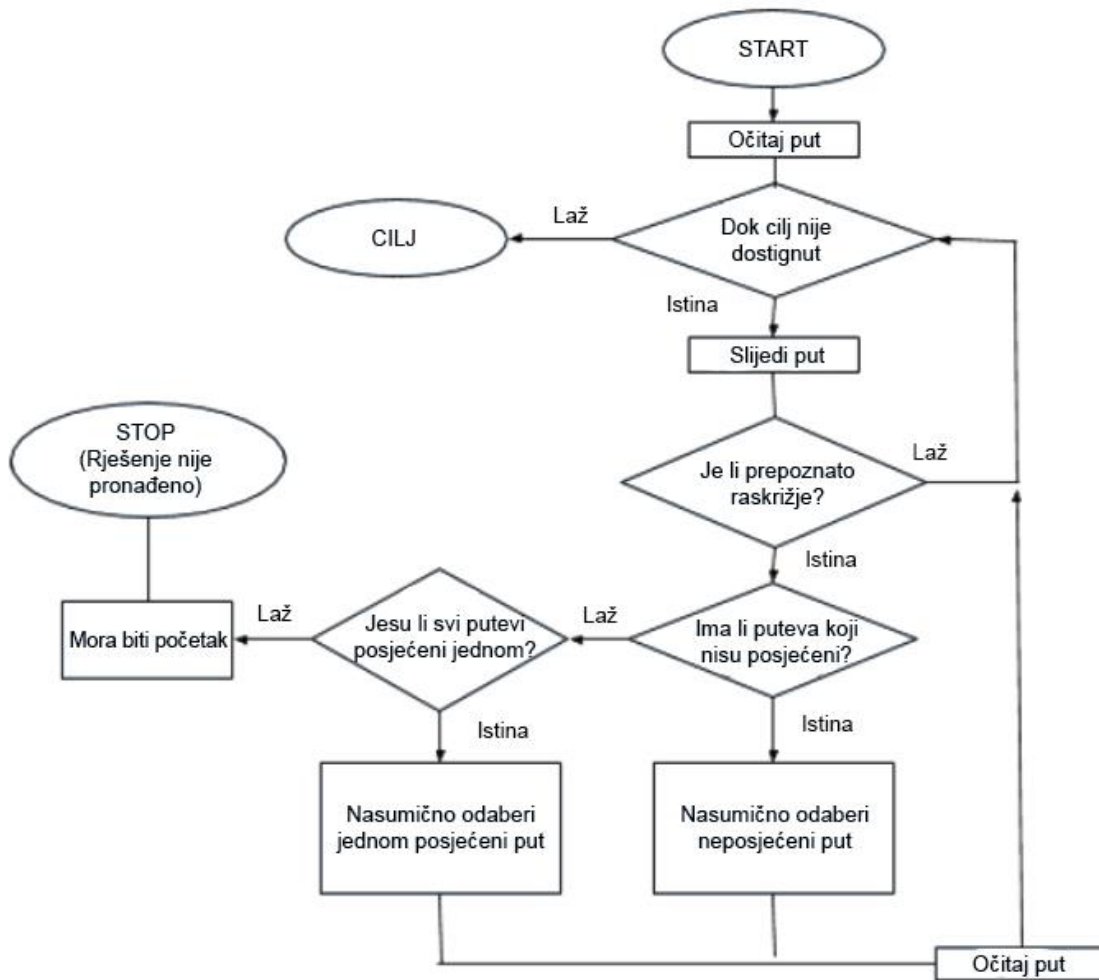 START
Očitaj put
Laž
Dok cilj nije
dostignut
CILJ
Istina
Slijedi put
STOP
(Rješenje nije
pronađeno)
Laž
Je li prepoznato
raskrižje?
Istina
Laž
Jesu li svi putevi
posjećeni jednom?
Laž
Ima li puteva koji
nisu posjećeni?
Mora biti početak
Istina
Istina
Nasumično odaberi
jednom posjećeni put
Nasumično odaberi
neposjećeni put
Očitaj put